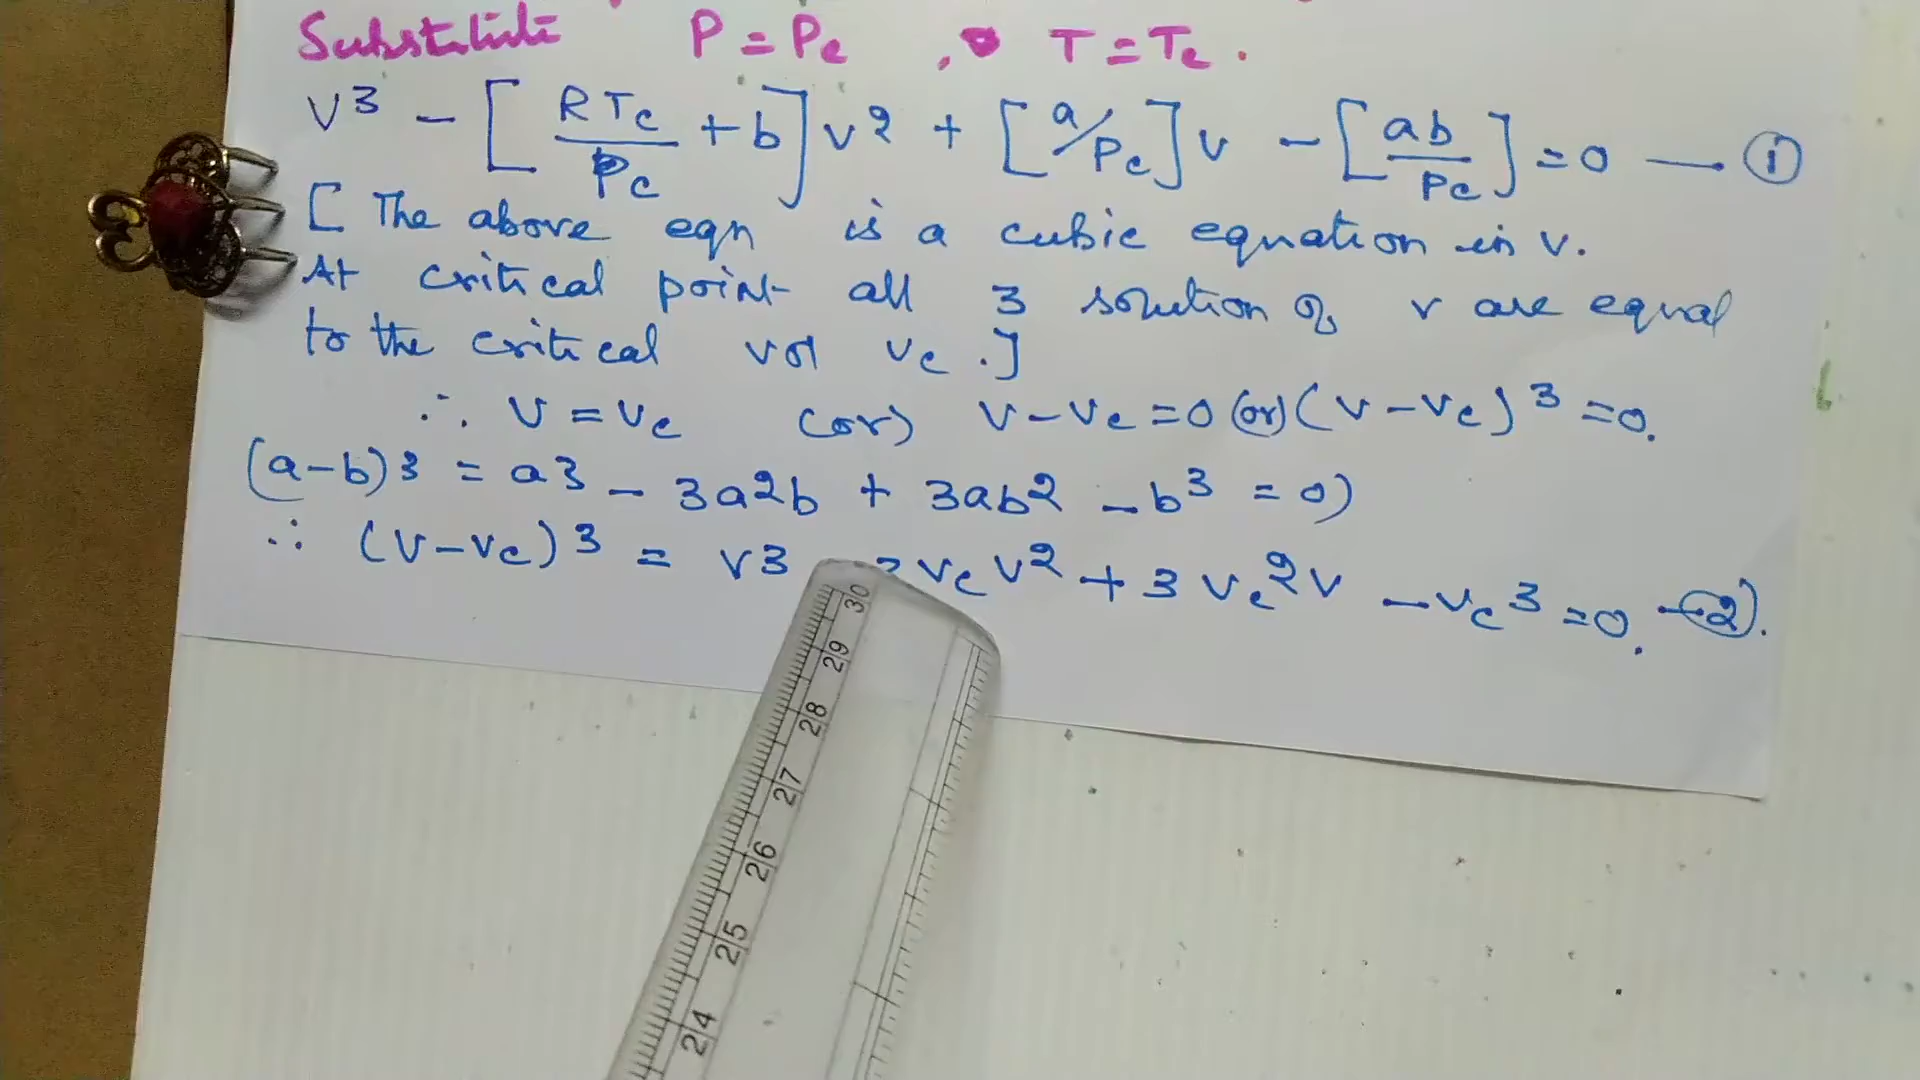 Substitute P = Pc , T = Tc .
V3 - [ RTc / Pc + b ] V2 + [ a/Pc ] V - [ ab / Pc ] = 0 — 1
[ The above eqn is a cubic equation in V.
At critical point all 3 solution of V are equal
to the critical vol Vc . ]
∴ V = Vc (or) V - Vc = 0 (or) ( V - Vc ) 3 = 0.
(a-b)3 = a3 - 3a2b + 3ab2 - b3 = 0)
∴ (V-Vc)3 = V3 VcV2 + 3 Vc2V - Vc3 = 0. - 2).
30
29
28
27
26
25
24